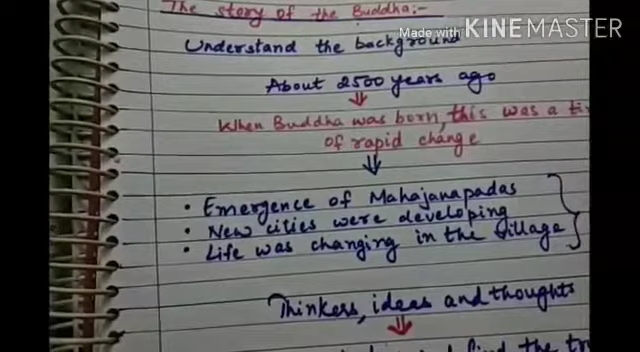 The story of the Buddha:-
Made with KINEMASTER
Understand the background
About 2500 years ago
When Buddha was born, this was a
of rapid change
• Emergence of Mahajanapadas
• New cities were developing
• Life was changing in the village
Thinkers, ideas and thoughts
find the